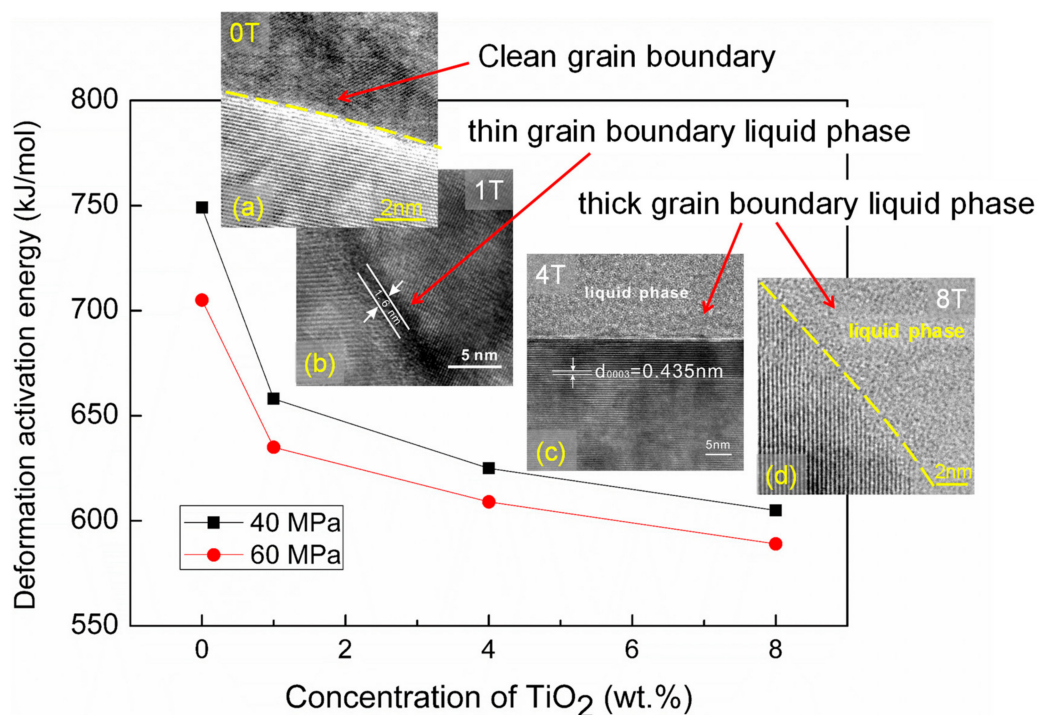 0T
Clean grain boundary
(a)
2nm
thin grain boundary liquid phase
1T
1.6 nm
5 nm
(b)
thick grain boundary liquid phase
4T
liquid phase
d₀₀₀₃=0.435nm
(c)
5nm
8T
liquid phase
(d)
2nm
Deformation activation energy (kJ/mol)
800
750
700
650
600
550
40 MPa
60 MPa
0
2
4
6
8
Concentration of TiO₂ (wt.%)